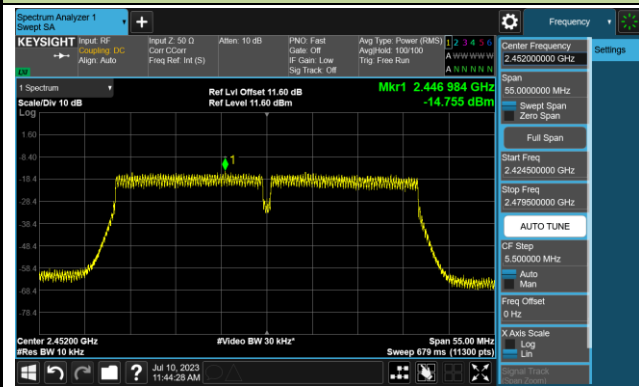 Spectrum Analyzer 1
Swept SA
Frequency
KEYSIGHT
Input: RF
Coupling: DC
Align: Auto
Input Z: 50 Ω
Corr CCorr
Freq Ref: Int (S)
Atten: 10 dB
PNO: Fast
Gate: Off
IF Gain: Low
Sig Track: Off
Avg Type: Power (RMS)
Avg|Hold: 100/100
Trig: Free Run
1 2 3 4 5 6
A W W W W W
A N N N N N
1 Spectrum
Scale/Div 10 dB
Log
Ref Lvl Offset 11.60 dB
Ref Level 11.60 dBm
Mkr1 2.446 984 GHz
-14.755 dBm
1
1.60
-8.40
-18.4
-28.4
-38.4
-48.4
-58.4
-68.4
-78.4
Center 2.45200 GHz
#Res BW 10 kHz
#Video BW 30 kHz*
Span 55.00 MHz
Sweep 679 ms (11300 pts)
Jul 10, 2023
11:44:28 AM
?
Settings
Center Frequency
2.452000000 GHz
Span
55.0000000 MHz
Swept Span
Zero Span
Full Span
Start Freq
2.424500000 GHz
Stop Freq
2.479500000 GHz
AUTO TUNE
CF Step
5.500000 MHz
Auto
Man
Freq Offset
0 Hz
X Axis Scale
Log
Lin
Signal Track
(Span Zoom)